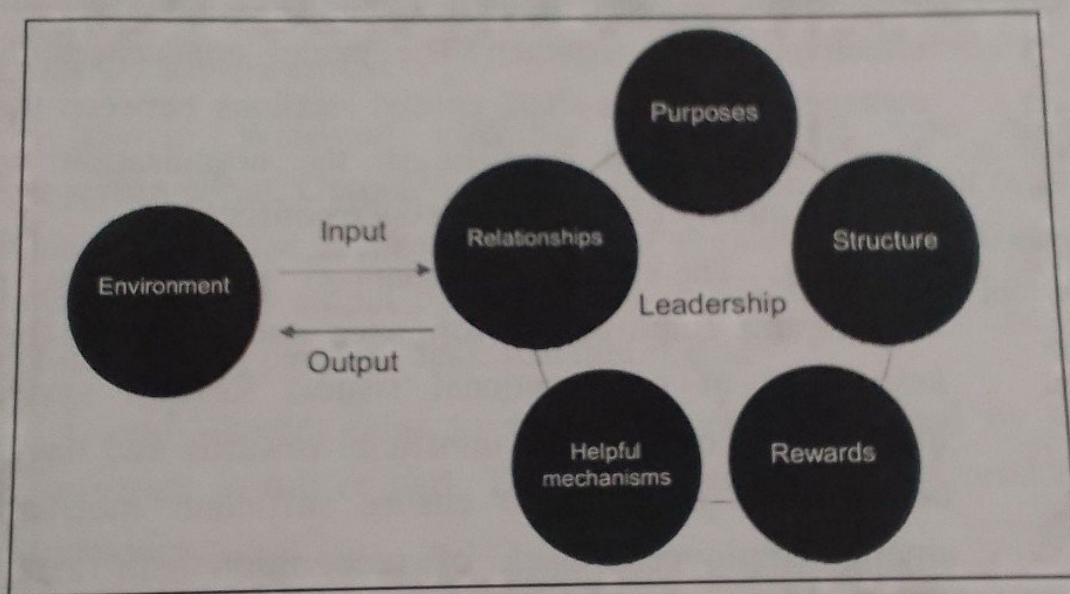 Purposes
Relationships
Structure
Input
Environment
Leadership
Output
Helpful
mechanisms
Rewards